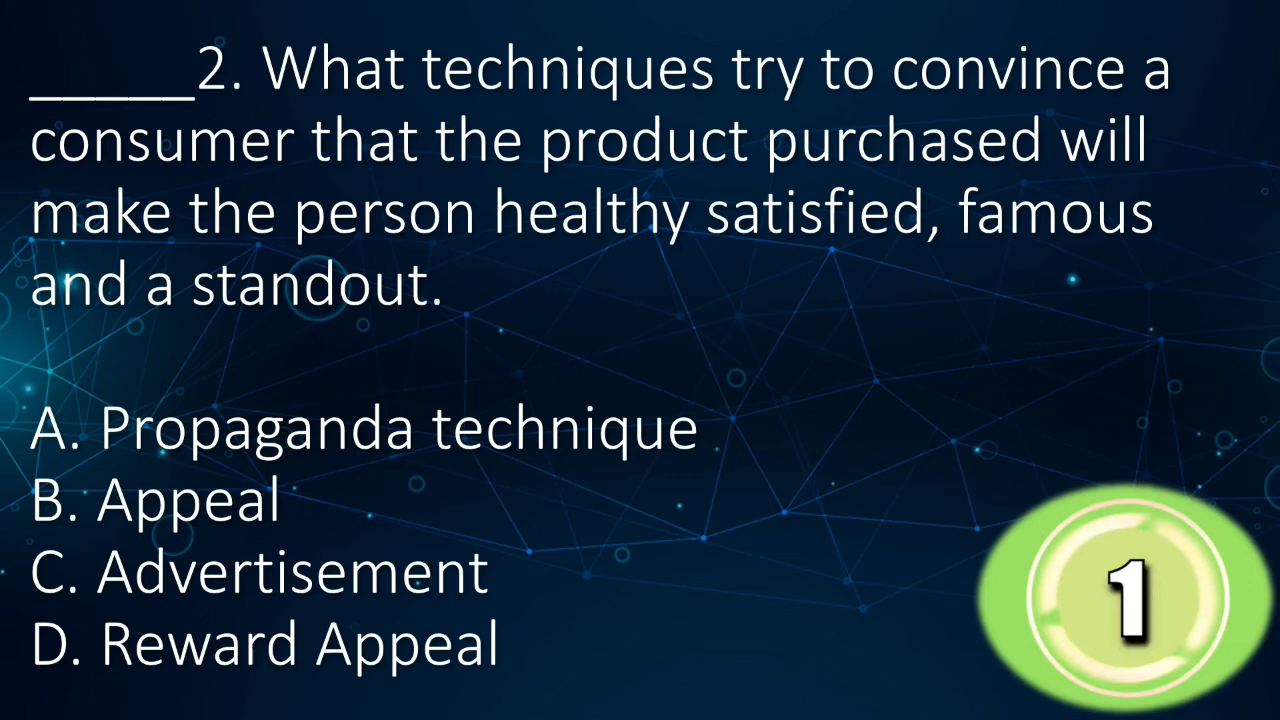 _____2. What techniques try to convince a
consumer that the product purchased will
make the person healthy satisfied, famous
and a standout.
A. Propaganda technique
B. Appeal
C. Advertisement
D. Reward Appeal
1